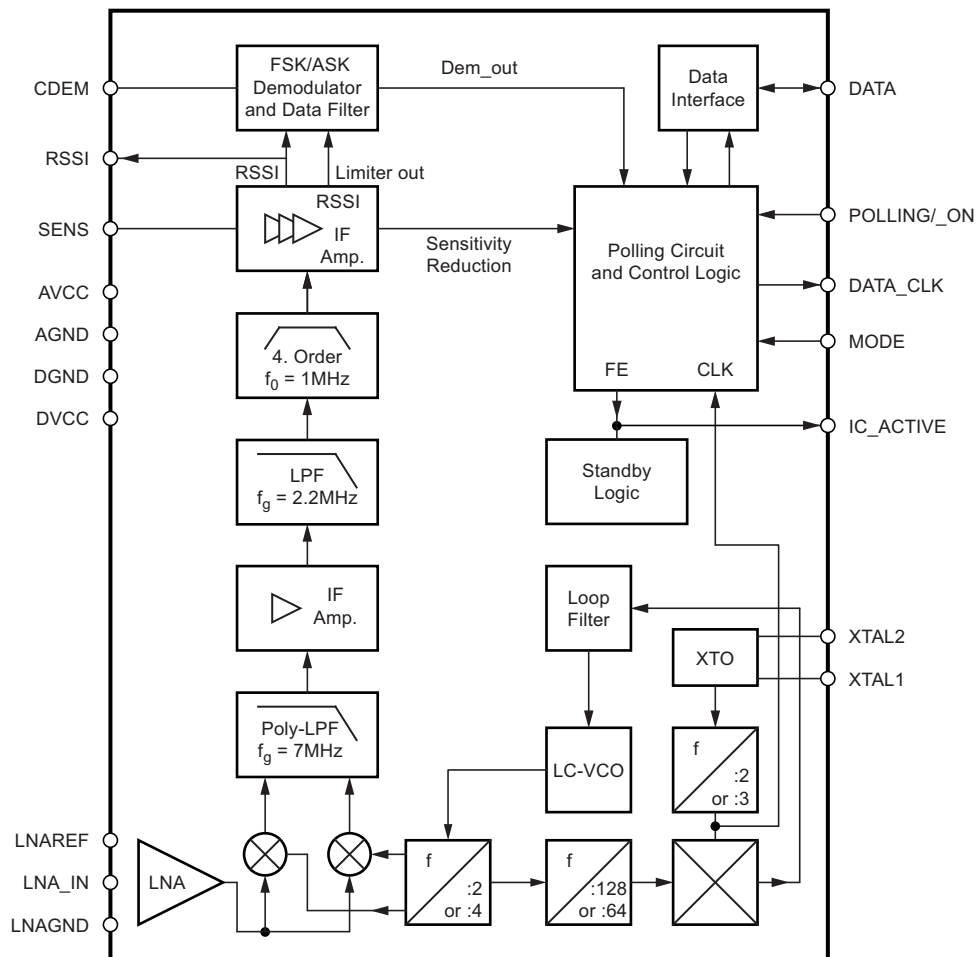 CDEM
FSK/ASK
Demodulator
and Data Filter
Dem_out
Data
Interface
DATA
RSSI
RSSI
Limiter out
SENS
RSSI
IF
Amp.
Sensitivity
Reduction
Polling Circuit
and Control Logic
FE
CLK
POLLING/_ON
DATA_CLK
MODE
IC_ACTIVE
AVCC
AGND
DGND
DVCC
4. Order
f0 = 1MHz
LPF
fg = 2.2MHz
Standby
Logic
IF
Amp.
Loop
Filter
XTO
XTAL2
XTAL1
Poly-LPF
fg = 7MHz
LC-VCO
f
:2
or :3
LNAREF
LNA_IN
LNAGND
LNA
f
:2
or :4
f
:128
or :64